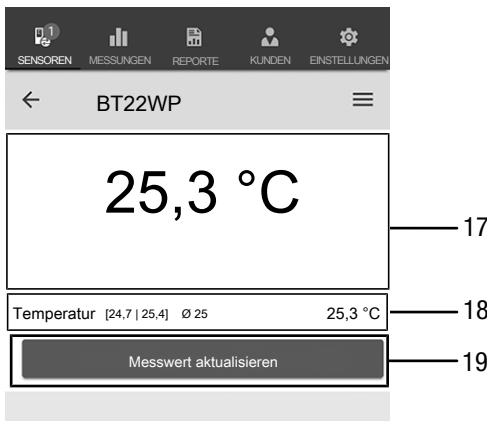 1
SENSOREN MESSUNGEN REPORTE KUNDEN EINSTELLUNGEN
BT22WP
25,3 °C
17
Temperatur [24,7 | 25,4] Ø 25 25,3 °C
18
Messwert aktualisieren
19